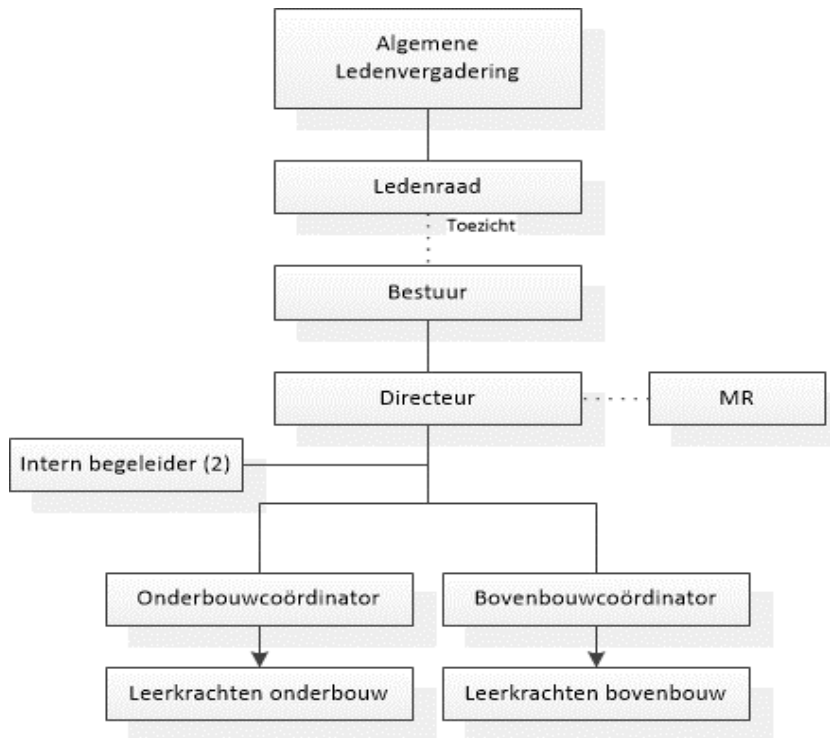 Algemene
Ledenvergadering
Ledenraad
Toezicht
Bestuur
Directeur
MR
Intern begeleider (2)
Onderbouwcoördinator
Bovenbouwcoördinator
Leerkrachten onderbouw
Leerkrachten bovenbouw